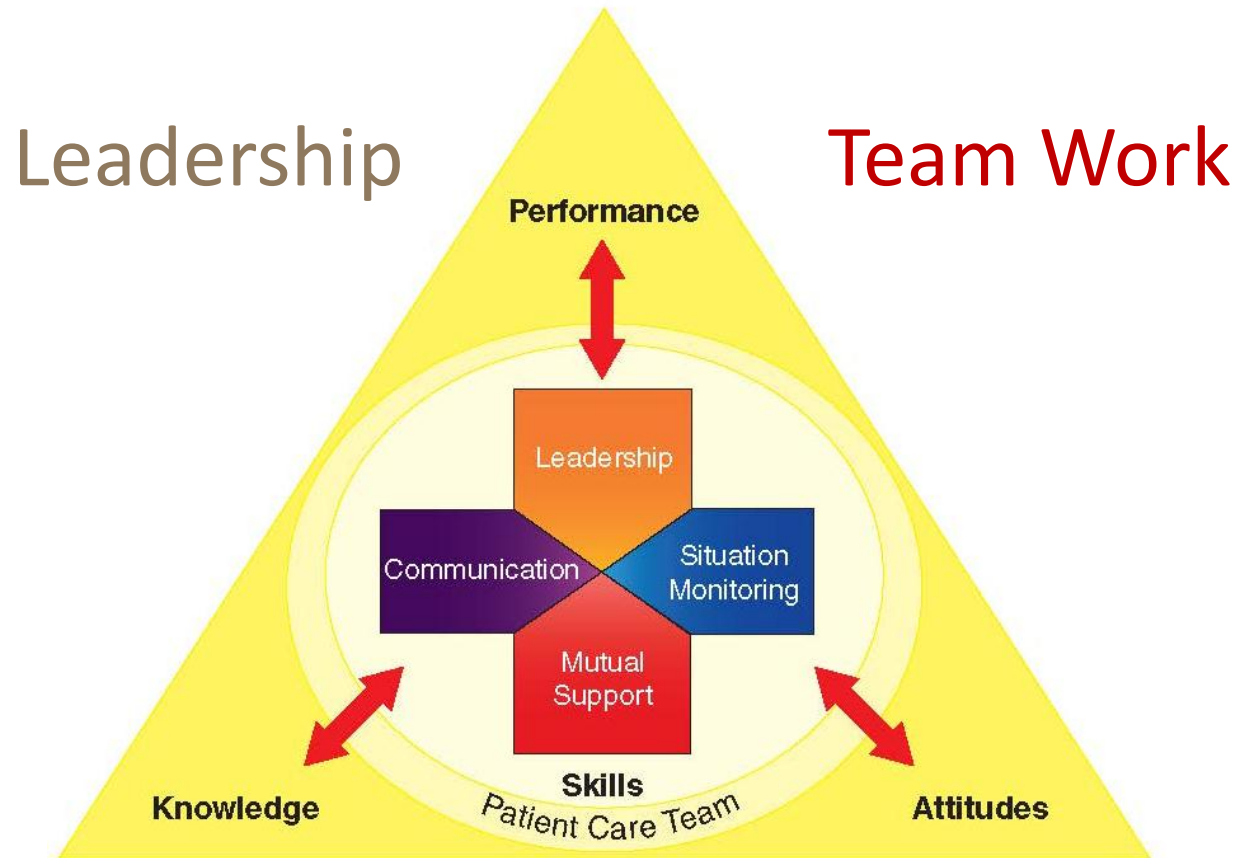 Leadership
Team Work
Performance
Leadership
Communication
Situation
Monitoring
Mutual
Support
Skills
Knowledge
Patient Care Team
Attitudes